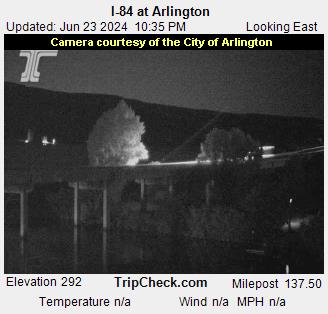 I-84 at Arlington
Updated: Jun 23 2024 10:35 PM Looking East
Camera courtesy of the City of Arlington
Elevation 292 TripCheck.com Milepost 137.50
Temperature n/a Wind n/a MPH n/a